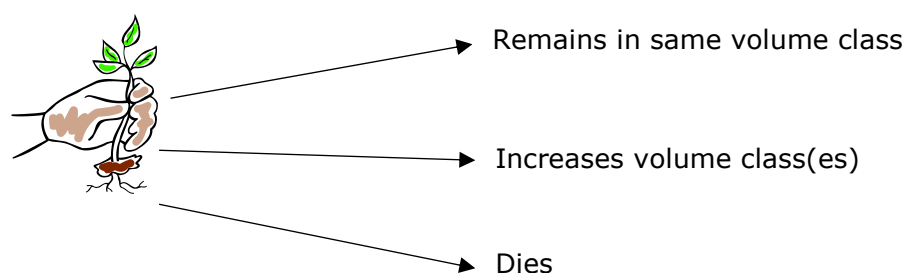 Remains in same volume class
Increases volume class(es)
Dies